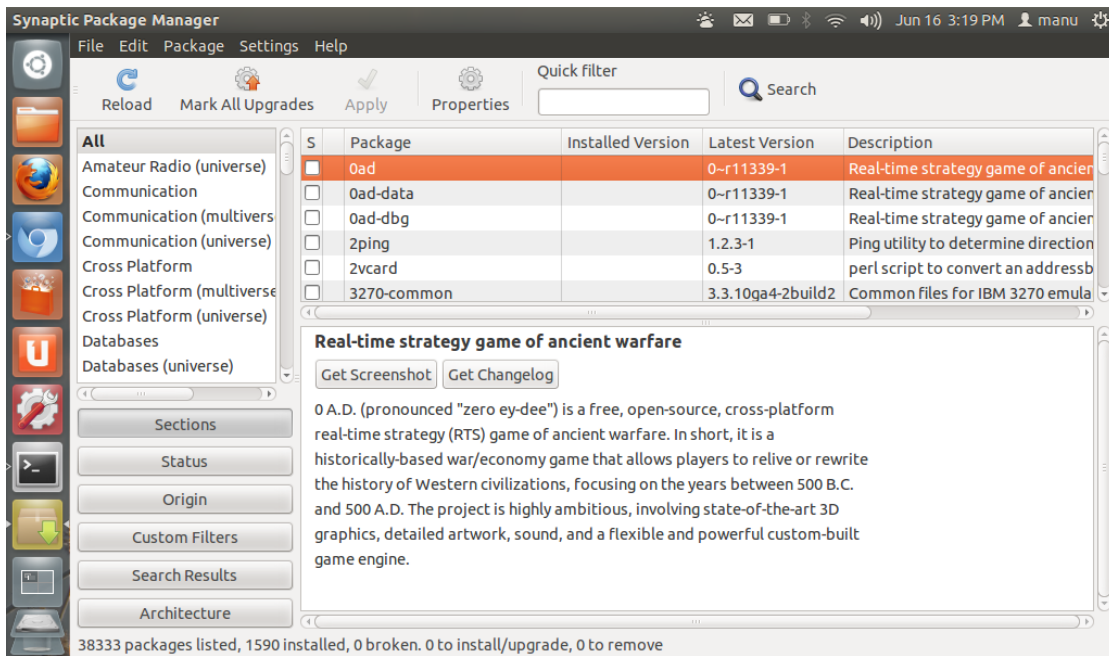 Synaptic Package Manager Jun 16 3:19 PM manu
File Edit Package Settings Help
Reload Mark All Upgrades Apply Properties Quick filter Search
All
Amateur Radio (universe)
Communication
Communication (multivers
Communication (universe)
Cross Platform
Cross Platform (multiverse
Cross Platform (universe)
Databases
Databases (universe)
Sections
Status
Origin
Custom Filters
Search Results
Architecture
S Package Installed Version Latest Version Description
0ad 0~r11339-1 Real-time strategy game of ancien
0ad-data 0~r11339-1 Real-time strategy game of ancien
0ad-dbg 0~r11339-1 Real-time strategy game of ancien
2ping 1.2.3-1 Ping utility to determine direction
2vcard 0.5-3 perl script to convert an addressb
3270-common 3.3.10ga4-2build2 Common files for IBM 3270 emula
Real-time strategy game of ancient warfare
Get Screenshot Get Changelog
0 A.D. (pronounced "zero ey-dee") is a free, open-source, cross-platform
real-time strategy (RTS) game of ancient warfare. In short, it is a
historically-based war/economy game that allows players to relive or rewrite
the history of Western civilizations, focusing on the years between 500 B.C.
and 500 A.D. The project is highly ambitious, involving state-of-the-art 3D
graphics, detailed artwork, sound, and a flexible and powerful custom-built
game engine.
38333 packages listed, 1590 installed, 0 broken. 0 to install/upgrade, 0 to remove